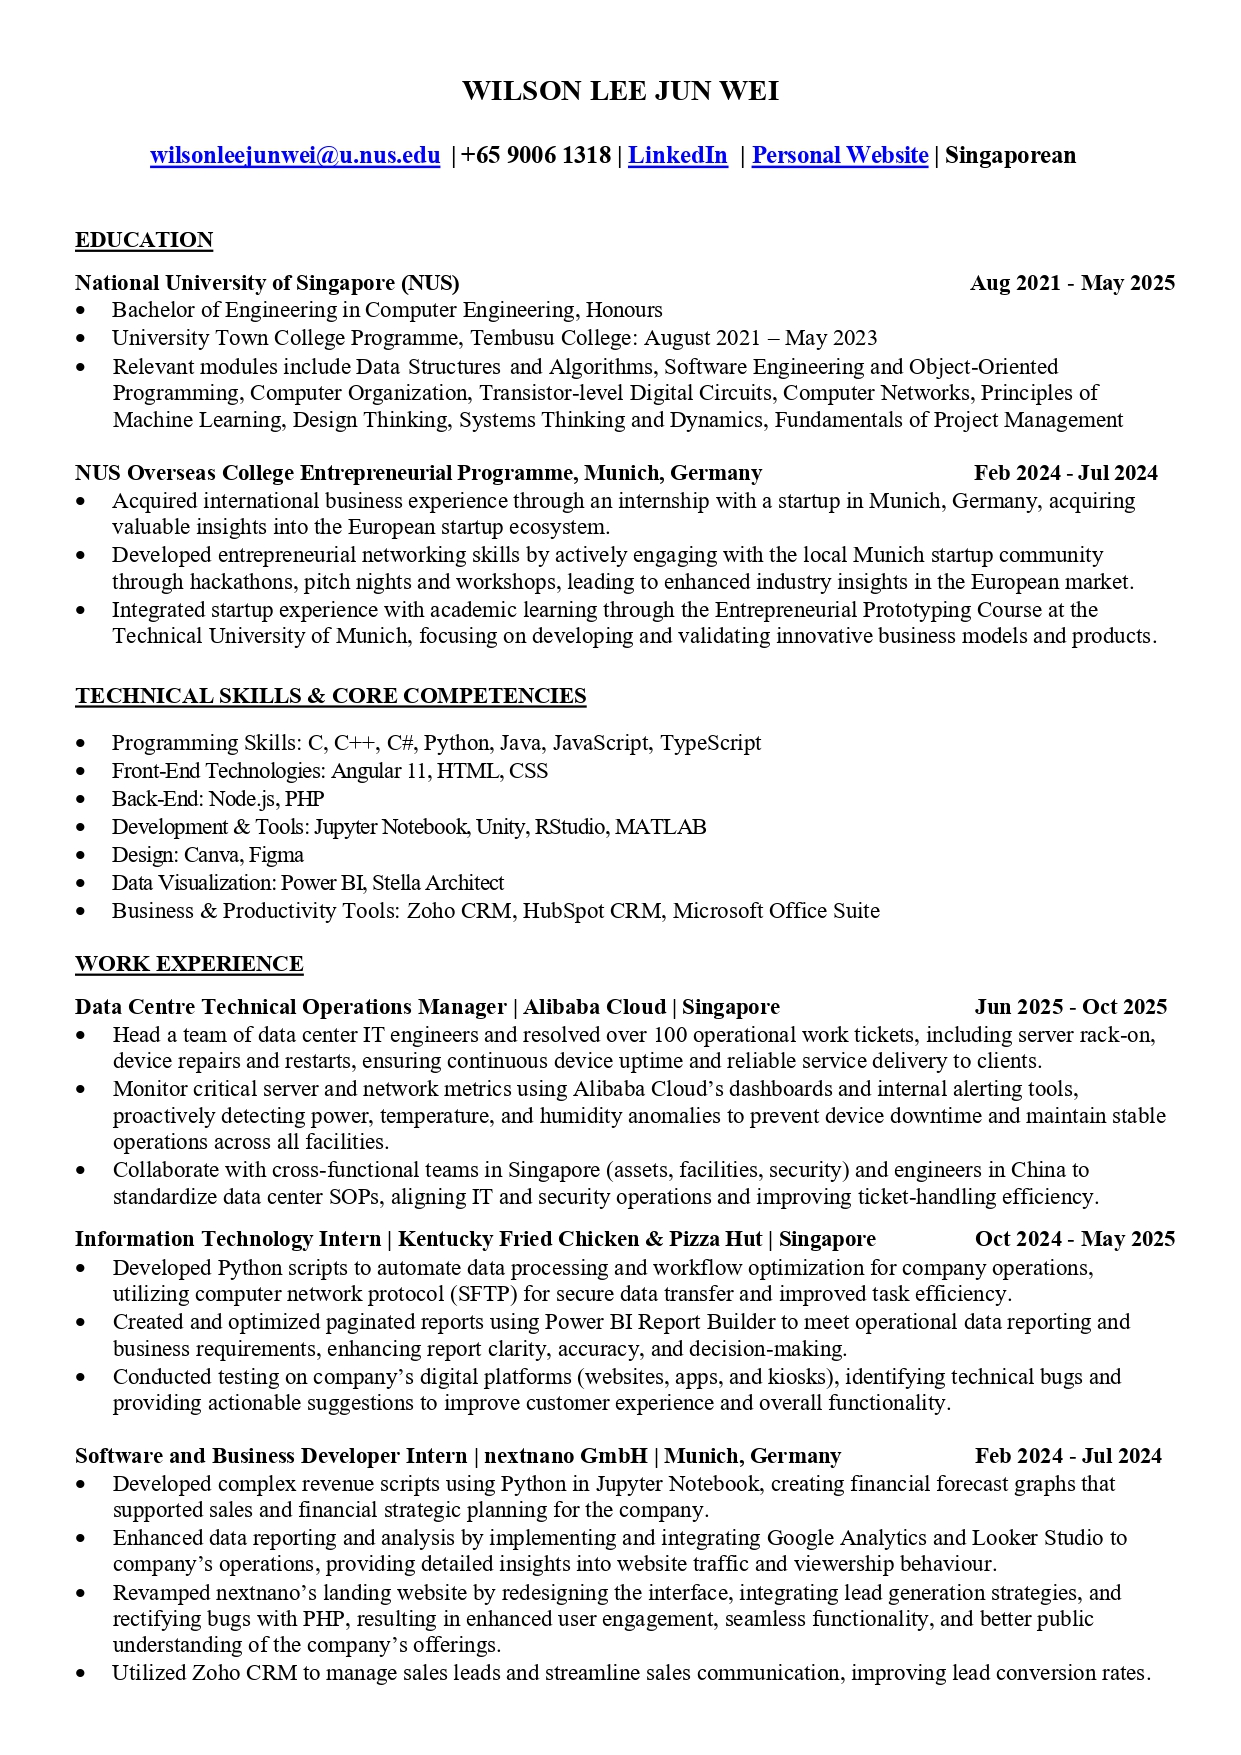 WILSON LEE JUN WEI
wilsonleejunwei@u.nus.edu | +65 9006 1318 | LinkedIn | Personal Website | Singaporean
EDUCATION
National University of Singapore (NUS) Aug 2021 - May 2025
• Bachelor of Engineering in Computer Engineering, Honours
• University Town College Programme, Tembusu College: August 2021 – May 2023
• Relevant modules include Data Structures and Algorithms, Software Engineering and Object-Oriented
Programming, Computer Organization, Transistor-level Digital Circuits, Computer Networks, Principles of
Machine Learning, Design Thinking, Systems Thinking and Dynamics, Fundamentals of Project Management
NUS Overseas College Entrepreneurial Programme, Munich, Germany Feb 2024 - Jul 2024
• Acquired international business experience through an internship with a startup in Munich, Germany, acquiring
valuable insights into the European startup ecosystem.
• Developed entrepreneurial networking skills by actively engaging with the local Munich startup community
through hackathons, pitch nights and workshops, leading to enhanced industry insights in the European market.
• Integrated startup experience with academic learning through the Entrepreneurial Prototyping Course at the
Technical University of Munich, focusing on developing and validating innovative business models and products.
TECHNICAL SKILLS & CORE COMPETENCIES
• Programming Skills: C, C++, C#, Python, Java, JavaScript, TypeScript
• Front-End Technologies: Angular 11, HTML, CSS
• Back-End: Node.js, PHP
• Development & Tools: Jupyter Notebook, Unity, RStudio, MATLAB
• Design: Canva, Figma
• Data Visualization: Power BI, Stella Architect
• Business & Productivity Tools: Zoho CRM, HubSpot CRM, Microsoft Office Suite
WORK EXPERIENCE
Data Centre Technical Operations Manager | Alibaba Cloud | Singapore Jun 2025 - Oct 2025
• Head a team of data center IT engineers and resolved over 100 operational work tickets, including server rack-on,
device repairs and restarts, ensuring continuous device uptime and reliable service delivery to clients.
• Monitor critical server and network metrics using Alibaba Cloud’s dashboards and internal alerting tools,
proactively detecting power, temperature, and humidity anomalies to prevent device downtime and maintain stable
operations across all facilities.
• Collaborate with cross-functional teams in Singapore (assets, facilities, security) and engineers in China to
standardize data center SOPs, aligning IT and security operations and improving ticket-handling efficiency.
Information Technology Intern | Kentucky Fried Chicken & Pizza Hut | Singapore Oct 2024 - May 2025
• Developed Python scripts to automate data processing and workflow optimization for company operations,
utilizing computer network protocol (SFTP) for secure data transfer and improved task efficiency.
• Created and optimized paginated reports using Power BI Report Builder to meet operational data reporting and
business requirements, enhancing report clarity, accuracy, and decision-making.
• Conducted testing on company’s digital platforms (websites, apps, and kiosks), identifying technical bugs and
providing actionable suggestions to improve customer experience and overall functionality.
Software and Business Developer Intern | nextnano GmbH | Munich, Germany Feb 2024 - Jul 2024
• Developed complex revenue scripts using Python in Jupyter Notebook, creating financial forecast graphs that
supported sales and financial strategic planning for the company.
• Enhanced data reporting and analysis by implementing and integrating Google Analytics and Looker Studio to
company’s operations, providing detailed insights into website traffic and viewership behaviour.
• Revamped nextnano’s landing website by redesigning the interface, integrating lead generation strategies, and
rectifying bugs with PHP, resulting in enhanced user engagement, seamless functionality, and better public
understanding of the company’s offerings.
• Utilized Zoho CRM to manage sales leads and streamline sales communication, improving lead conversion rates.